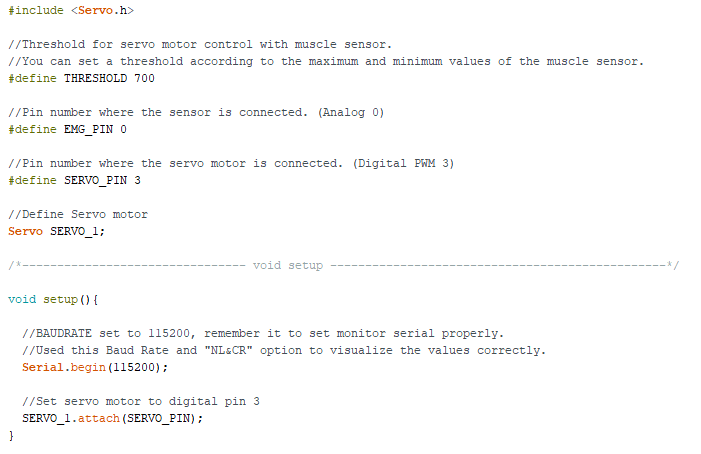 #include <Servo.h>
//Threshold for servo motor control with muscle sensor.
//You can set a threshold according to the maximum and minimum values of the muscle sensor.
#define THRESHOLD 700
//Pin number where the sensor is connected. (Analog 0)
#define EMG_PIN 0
//Pin number where the servo motor is connected. (Digital PWM 3)
#define SERVO_PIN 3
//Define Servo motor
Servo SERVO_1;
/*-------------------------------- void setup ------------------------------------------------*/
void setup(){
//BAUDRATE set to 115200, remember it to set monitor serial properly.
//Used this Baud Rate and "NL&CR" option to visualize the values correctly.
Serial.begin(115200);
//Set servo motor to digital pin 3
SERVO_1.attach(SERVO_PIN);
}